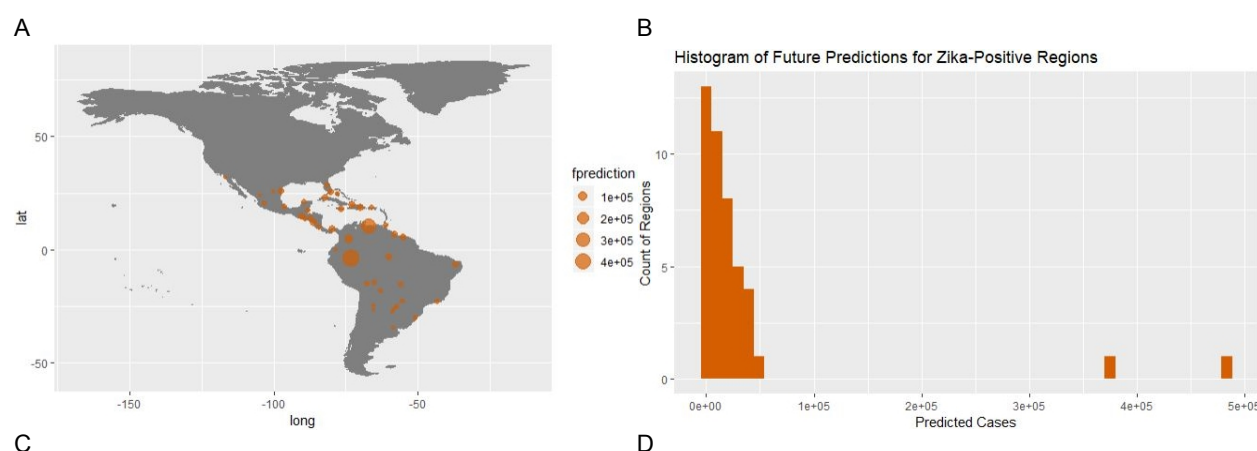 A
B
Histogram of Future Predictions for Zika-Positive Regions
50
0
-50
lat
-150
-100
-50
long
fprediction
1e+05
2e+05
3e+05
4e+05
10
5
0
Count of Regions
0e+00
1e+05
2e+05
3e+05
4e+05
5e+05
Predicted Cases
C
D